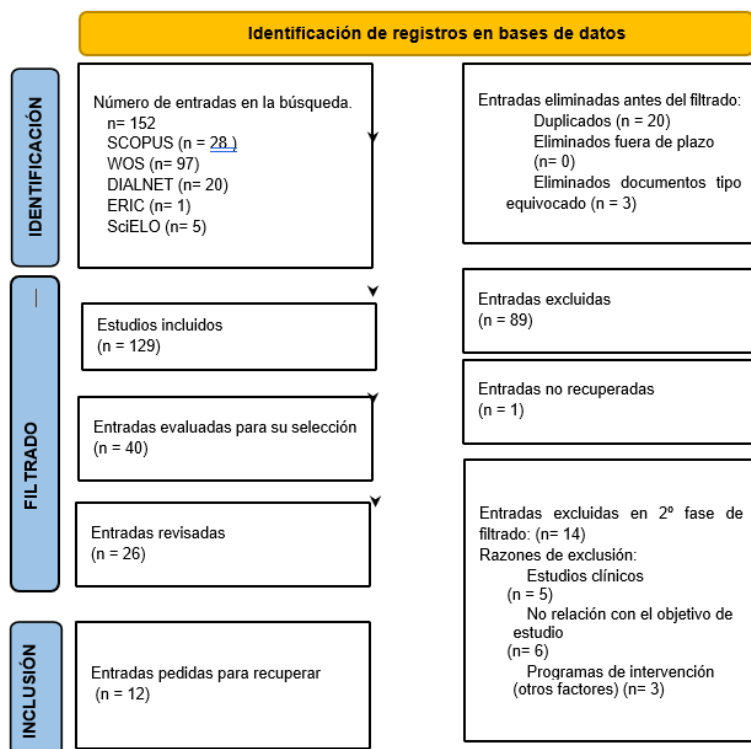 Identificación de registros en bases de datos
IDENTIFICACIÓN
Número de entradas en la búsqueda.
n= 152
SCOPUS (n = 28 )
WOS (n= 97)
DIALNET (n= 20)
ERIC (n= 1)
SciELO (n= 5)
Entradas eliminadas antes del filtrado:
Duplicados (n = 20)
Eliminados fuera de plazo
(n= 0)
Eliminados documentos tipo
equivocado (n = 3)
FILTRADO
Estudios incluidos
(n = 129)
Entradas excluidas
(n = 89)
Entradas no recuperadas
(n = 1)
Entradas evaluadas para su selección
(n = 40)
Entradas revisadas
(n = 26)
Entradas excluidas en 2º fase de
filtrado: (n= 14)
Razones de exclusión:
Estudios clínicos
(n = 5)
No relación con el objetivo de
estudio
(n= 6)
Programas de intervención
(otros factores) (n= 3)
INCLUSIÓN
Entradas pedidas para recuperar
(n = 12)